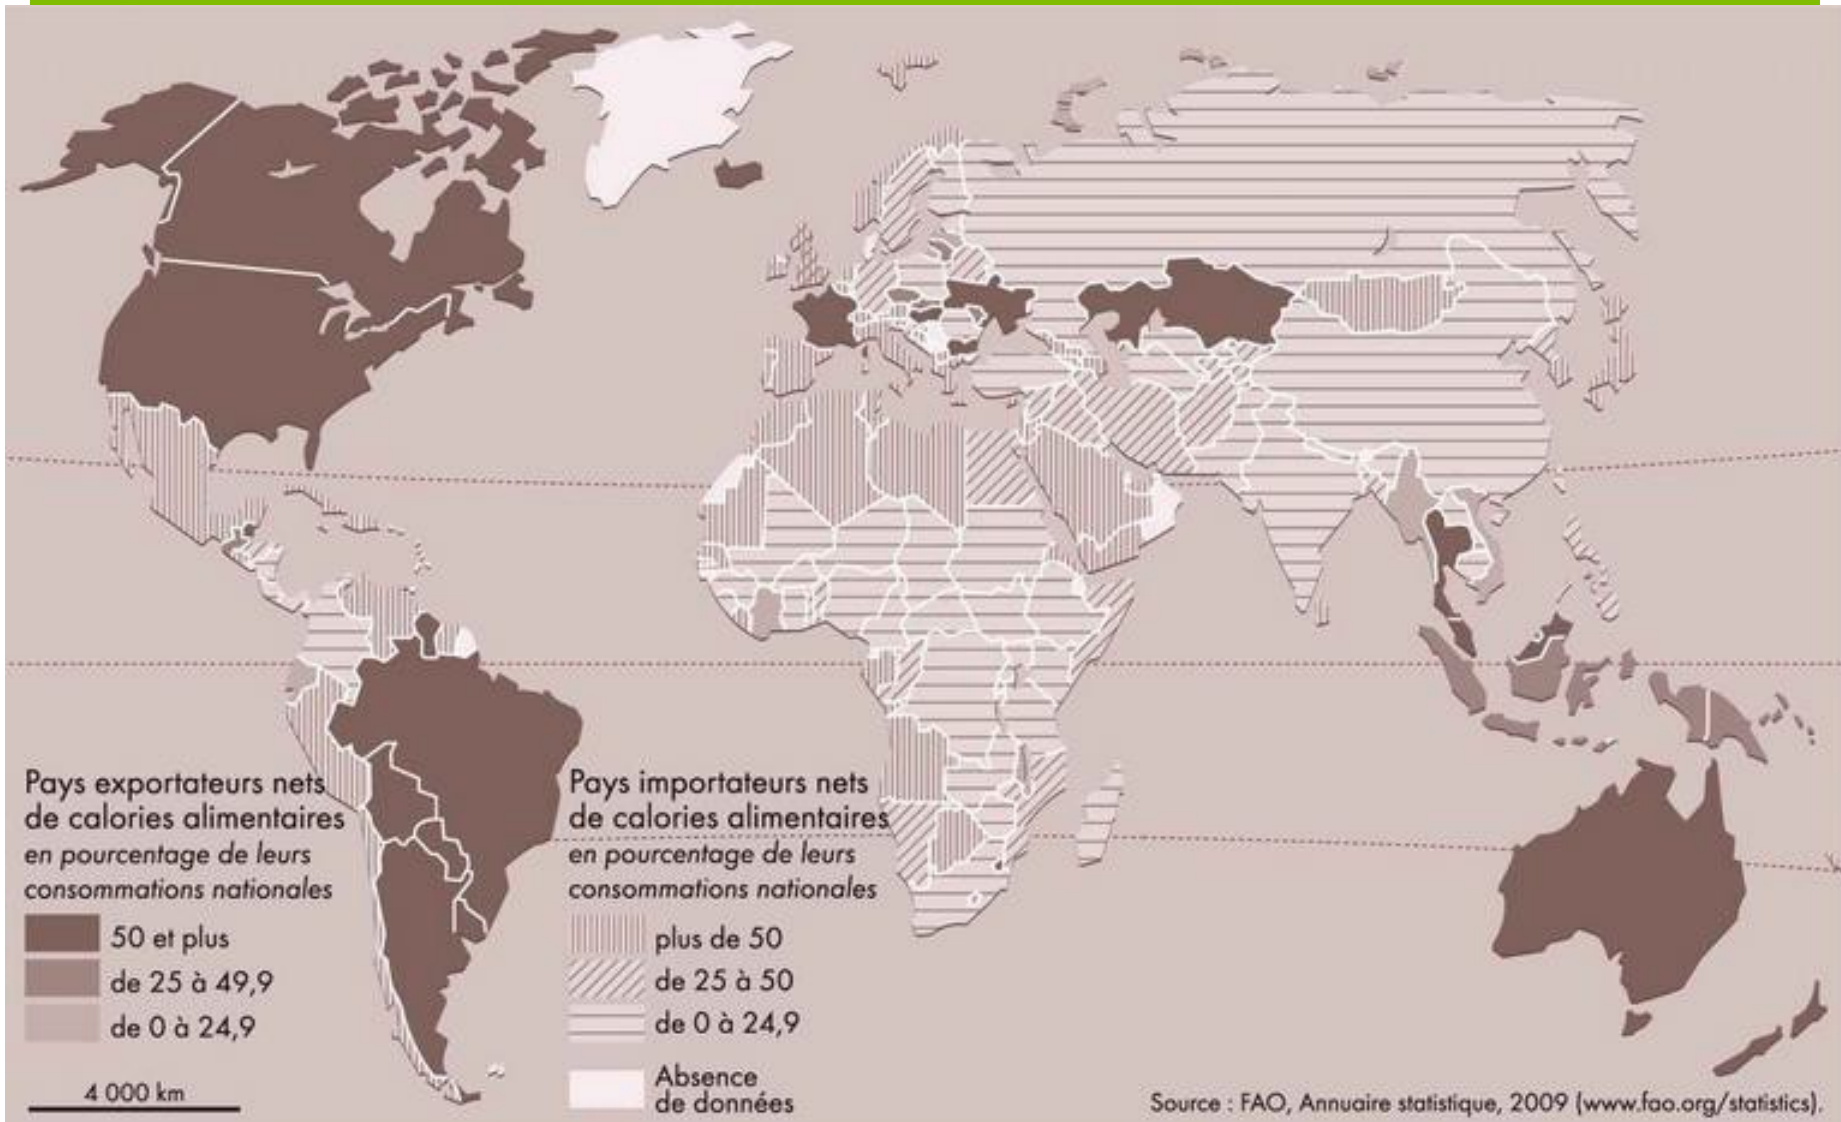 Pays exportateurs nets
de calories alimentaires
en pourcentage de leurs
consommations nationales
50 et plus
de 25 à 49,9
de 0 à 24,9
4 000 km
Pays importateurs nets
de calories alimentaires
en pourcentage de leurs
consommations nationales
plus de 50
de 25 à 50
de 0 à 24,9
Absence
de données
Source : FAO, Annuaire statistique, 2009 (www.fao.org/statistics).